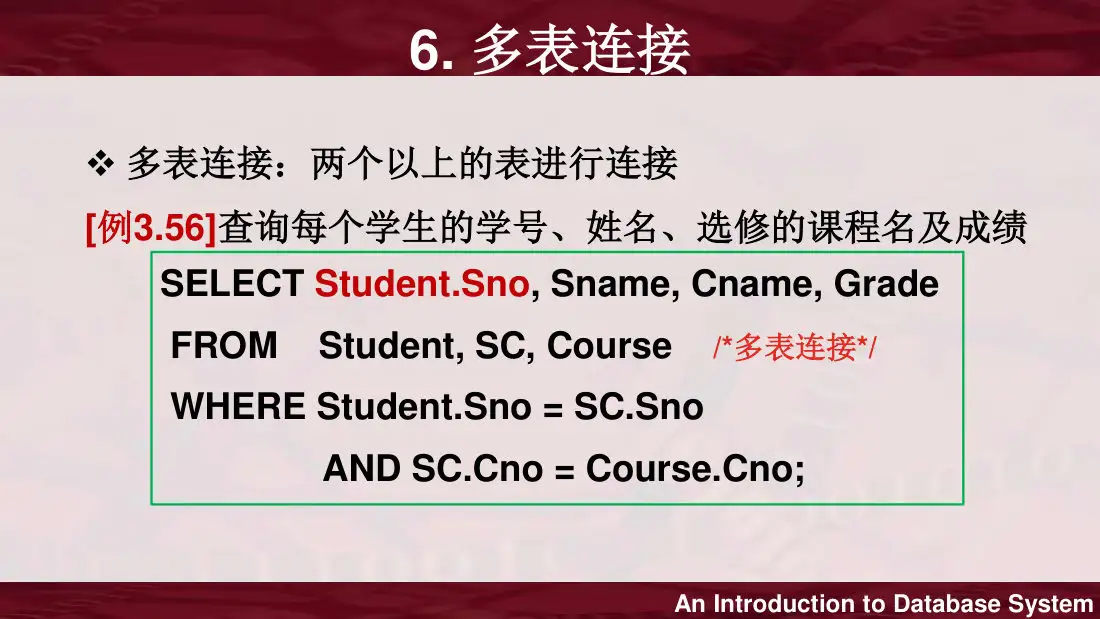 6. 多表连接
❖ 多表连接：两个以上的表进行连接
[例3.56]查询每个学生的学号、姓名、选修的课程名及成绩
SELECT Student.Sno, Sname, Cname, Grade
FROM Student, SC, Course /*多表连接*/
WHERE Student.Sno = SC.Sno
AND SC.Cno = Course.Cno;
An Introduction to Database System